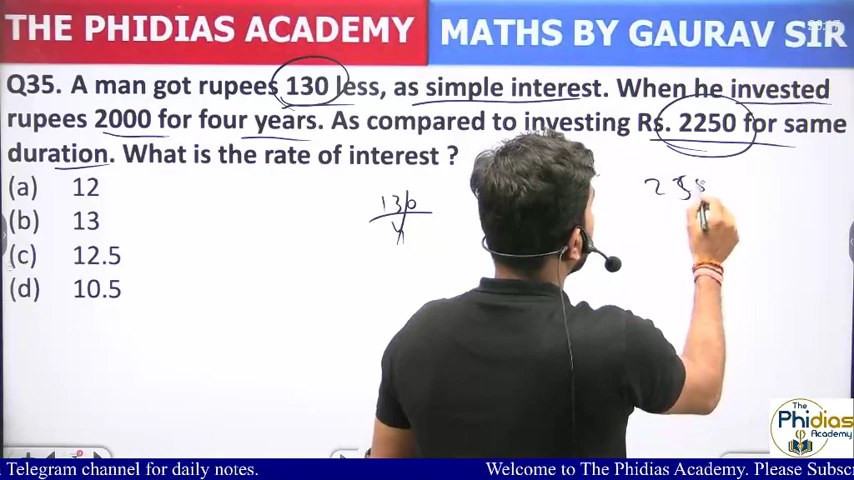 THE PHIDIAS ACADEMY
MATHS BY GAURAV SIR
Q35. A man got rupees 130 less, as simple interest. When he invested
rupees 2000 for four years. As compared to investing Rs. 2250 for same
duration. What is the rate of interest ?
(a) 12
(b) 13
(c) 12.5
(d) 10.5
130
4
The
Phidias
Academy
Telegram channel for daily notes.
Welcome to The Phidias Academy. Please Subscr